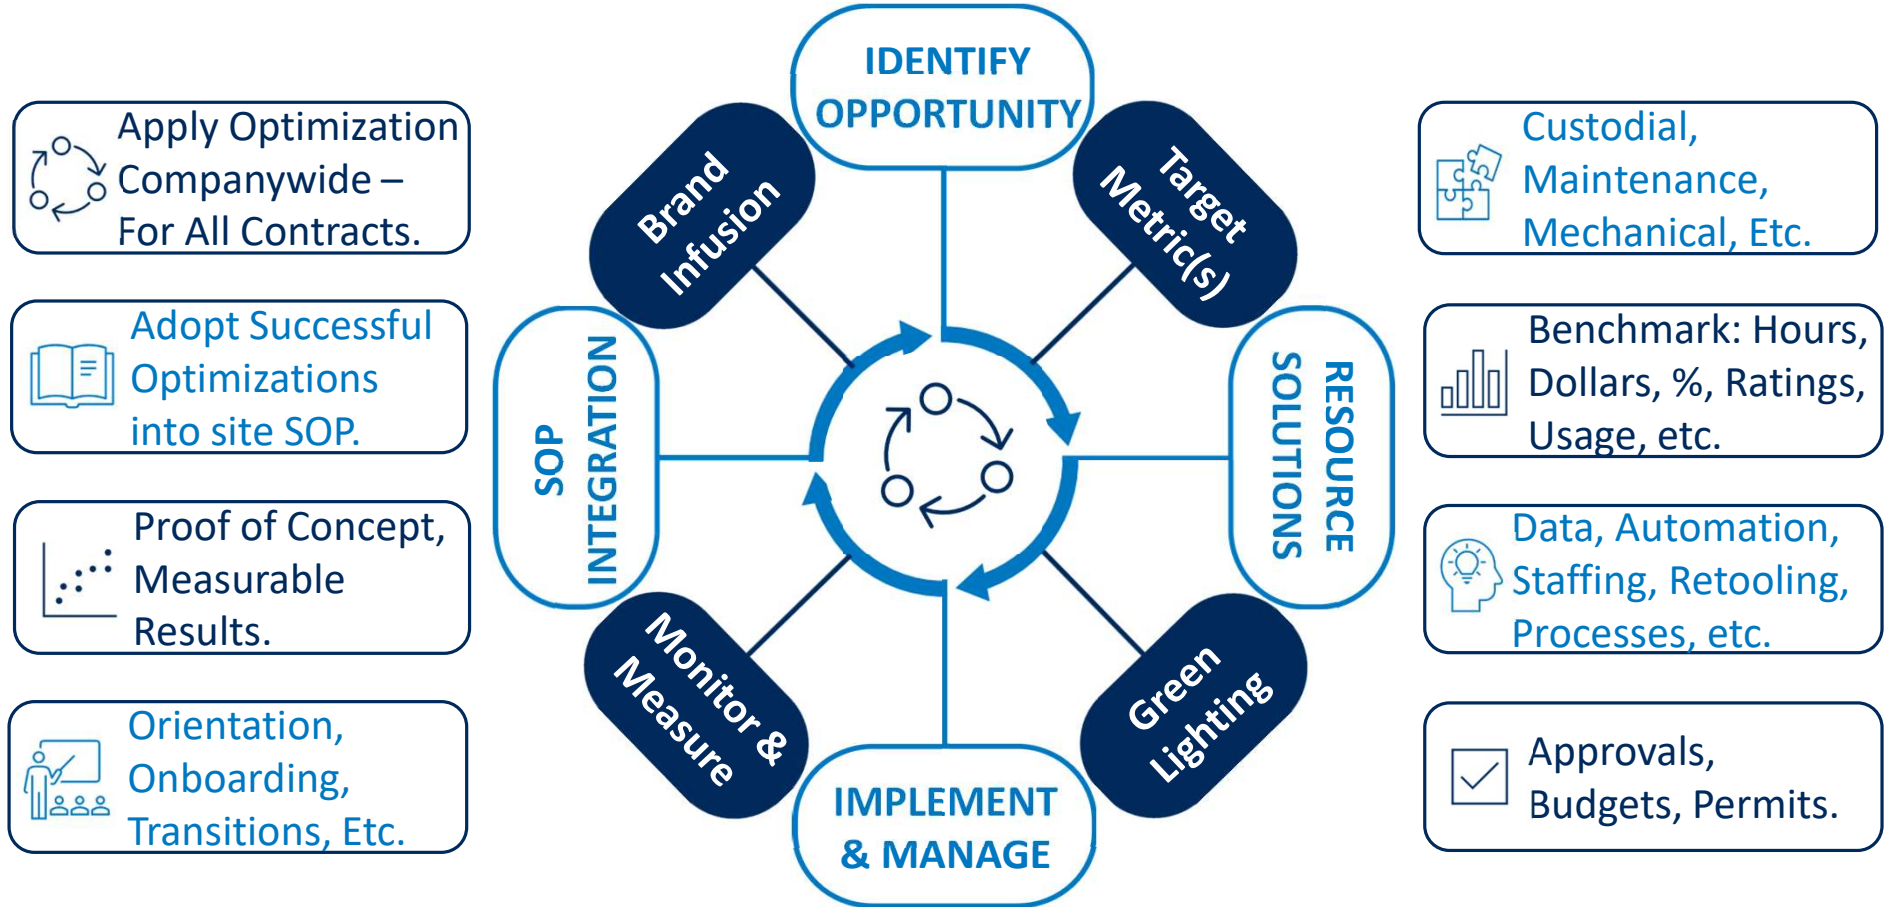 IDENTIFY
OPPORTUNITY
Target
Metric(s)
RESOURCE
SOLUTIONS
Green
Lighting
IMPLEMENT
& MANAGE
Monitor &
Measure
SOP
INTEGRATION
Brand
Infusion
Apply Optimization
Companywide –
For All Contracts.
Adopt Successful
Optimizations
into site SOP.
Proof of Concept,
Measurable
Results.
Orientation,
Onboarding,
Transitions, Etc.
Custodial,
Maintenance,
Mechanical, Etc.
Benchmark: Hours,
Dollars, %, Ratings,
Usage, etc.
Data, Automation,
Staffing, Retooling,
Processes, etc.
Approvals,
Budgets, Permits.